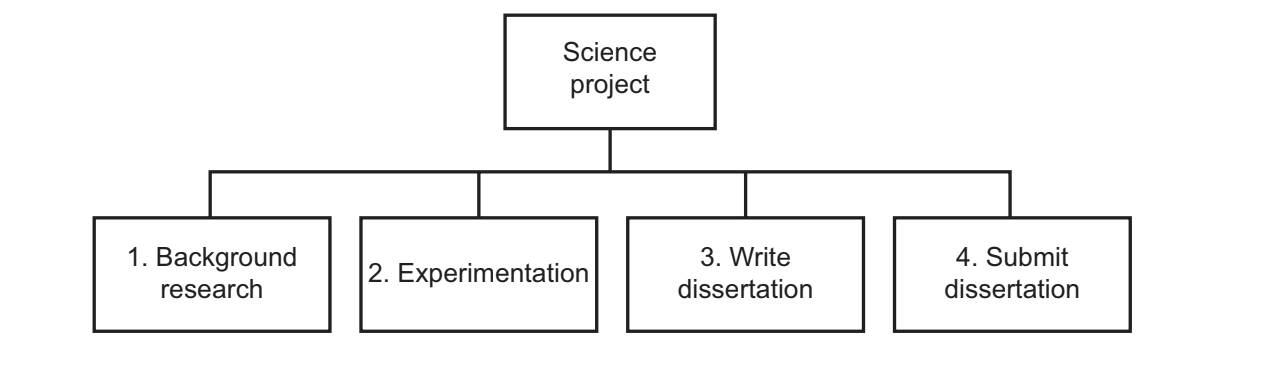 Science
project
1. Background
research
2. Experimentation
3. Write
dissertation
4. Submit
dissertation